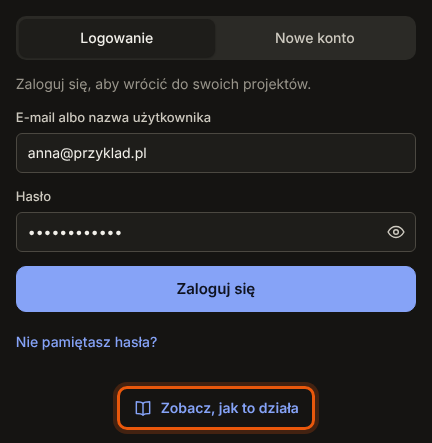 Logowanie
Nowe konto
Zaloguj się, aby wrócić do swoich projektów.
E-mail albo nazwa użytkownika
anna@przyklad.pl
Hasło
••••••••••••
Zaloguj się
Nie pamiętasz hasła?
Zobacz, jak to działa